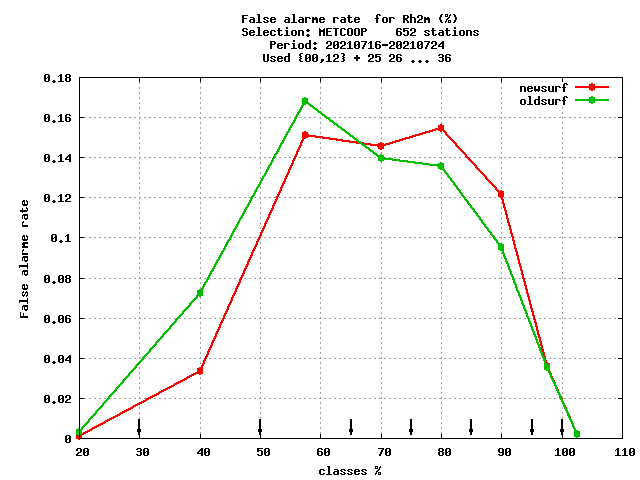 False alarme rate  for Rh2m (%)
Selection: METCOOP    652 stations
Period: 20210716-20210724
Used {00,12} + 25 26 ... 36
0.18
0.16
0.14
0.12
0.1
0.08
0.06
0.04
0.02
0
False alarme rate
newsurf
oldsurf
20 30 40 50 60 70 80 90 100 110
classes %